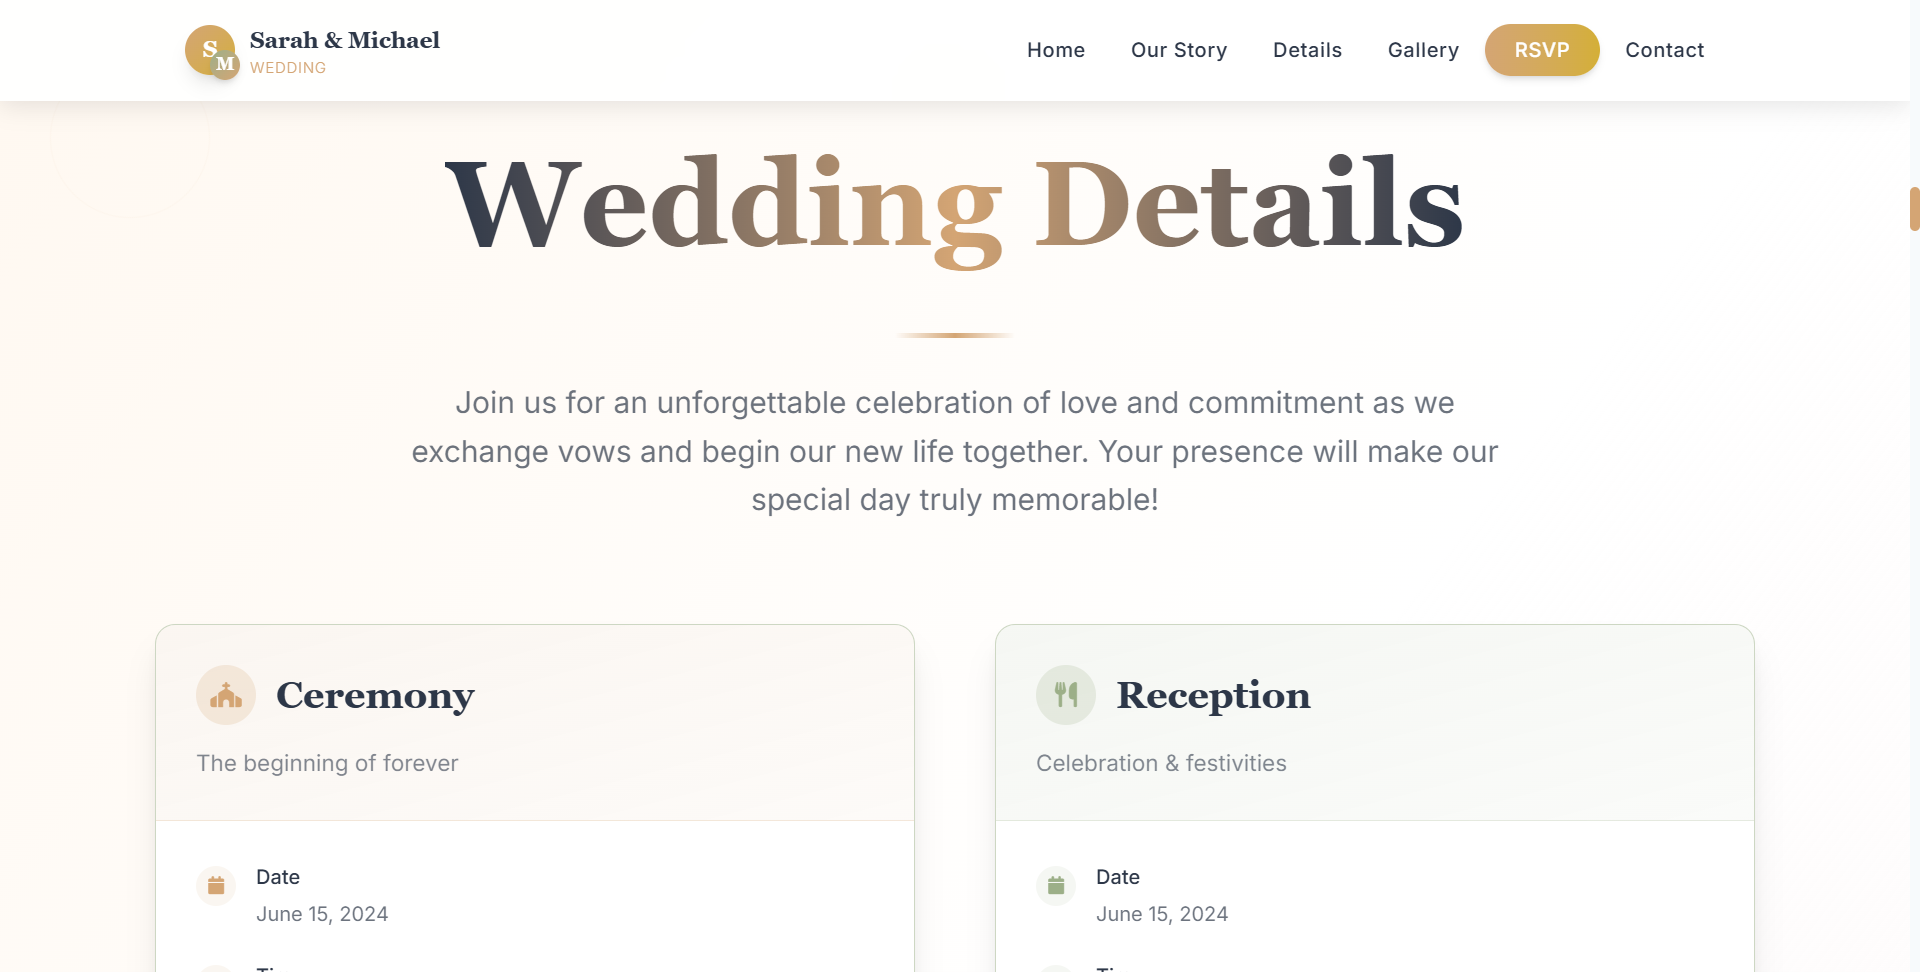 S
M
Sarah & Michael
WEDDING
Home
Our Story
Details
Gallery
RSVP
Contact
Wedding Details
Join us for an unforgettable celebration of love and commitment as we
exchange vows and begin our new life together. Your presence will make our
special day truly memorable!
Ceremony
The beginning of forever
Date
June 15, 2024
Reception
Celebration & festivities
Date
June 15, 2024